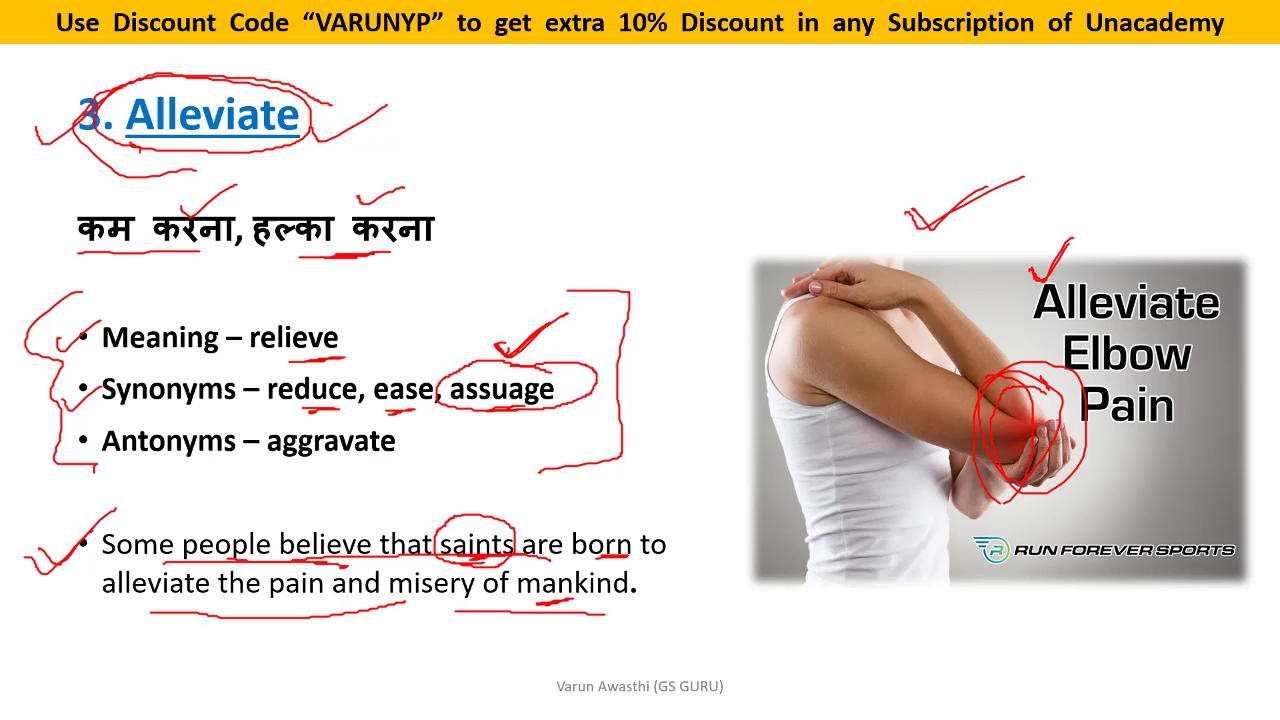 Use Discount Code “VARUNYP” to get extra 10% Discount in any Subscription of Unacademy
3. Alleviate
कम करना, हल्का करना
• Meaning – relieve
• Synonyms – reduce, ease, assuage
• Antonyms – aggravate
• Some people believe that saints are born to
alleviate the pain and misery of mankind.
Alleviate
Elbow
Pain
RUN FOREVER SPORTS
Varun Awasthi (GS GURU)